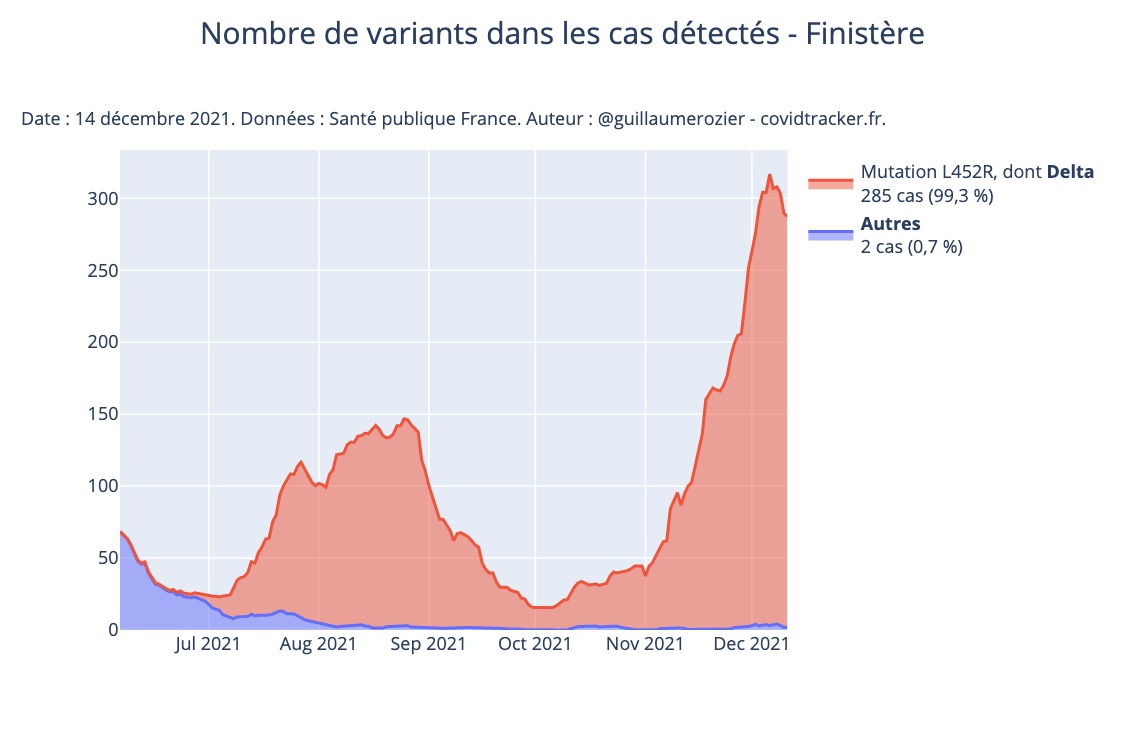 Nombre de variants dans les cas détectés - Finistère
Date : 14 décembre 2021. Données : Santé publique France. Auteur : @guillaumerozier - covidtracker.fr.
Mutation L452R, dont Delta
285 cas (99,3 %)
Autres
2 cas (0,7 %)
300
250
200
150
100
50
0
Jul 2021 Aug 2021 Sep 2021 Oct 2021 Nov 2021 Dec 2021